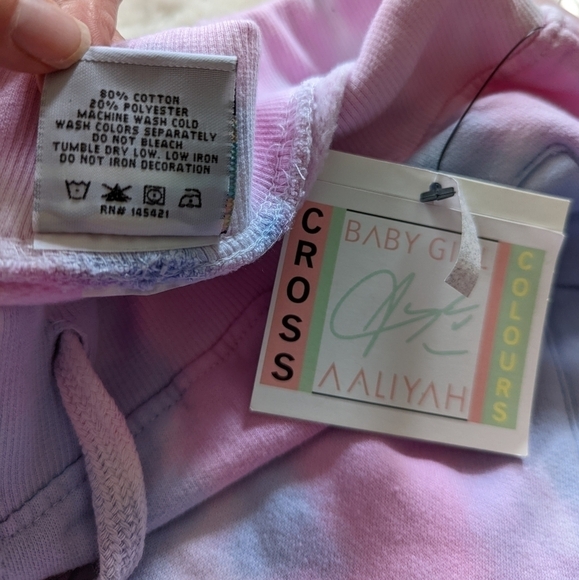 80% COTTON
20% POLYESTER
MACHINE WASH COLD
WASH COLORS SEPARATELY
DO NOT BLEACH
TUMBLE DRY LOW. LOW IRON
DO NOT IRON DECORATION
RN# 145421
CROSS
BABY GIRL
AALIYAH
COLOURS